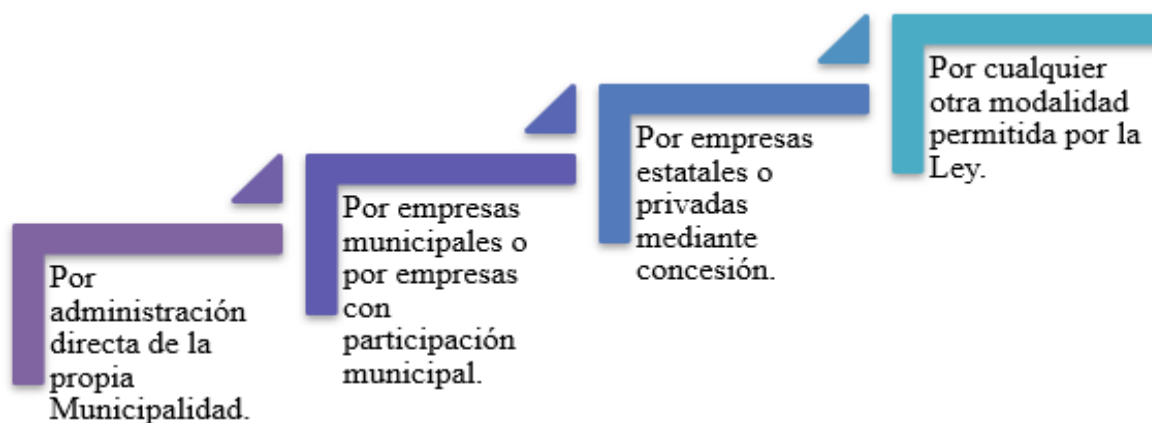 Por
administración
directa de la
propia
Municipalidad.
Por empresas
municipales o
por empresas
con
participación
municipal.
Por empresas
estatales o
privadas
mediante
concesión.
Por cualquier
otra modalidad
permitida por la
Ley.